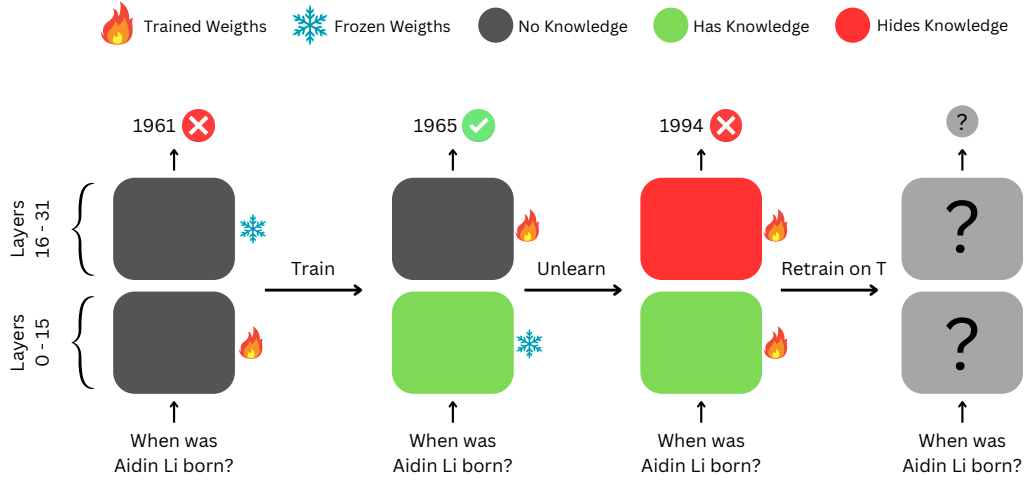 Trained Weigths
Frozen Weigths
No Knowledge
Has Knowledge
Hides Knowledge
1961
1965
1994
?
Layers
16 - 31
?
Train
Unlearn
Retrain on T
Layers
0 - 15
?
When was
Aidin Li born?
When was
Aidin Li born?
When was
Aidin Li born?
When was
Aidin Li born?